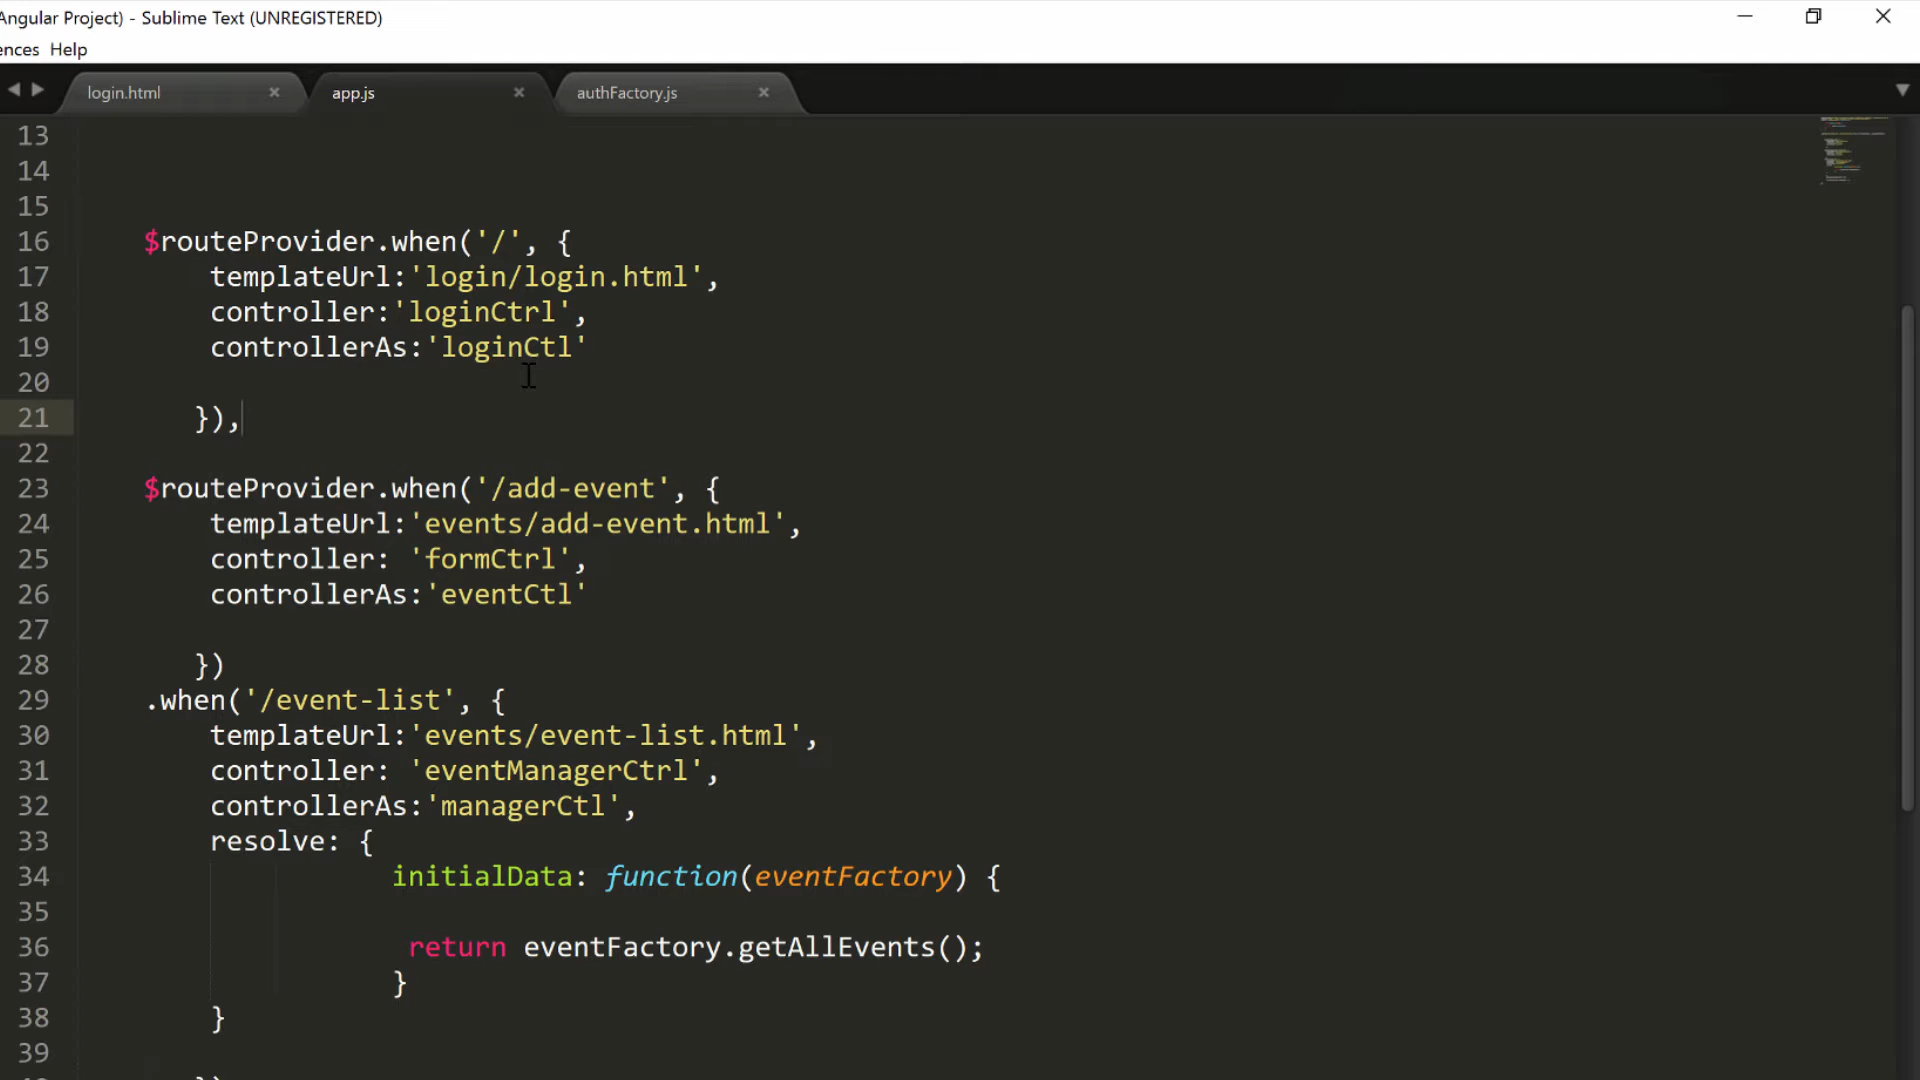 Angular Project) - Sublime Text (UNREGISTERED)
ences Help
login.html app.js authFactory.js
13
14
15
16 $routeProvider.when('/', {
17 templateUrl:'login/login.html',
18 controller:'loginCtrl',
19 controllerAs:'loginCtl'
20
21 }),
22
23 $routeProvider.when('/add-event', {
24 templateUrl:'events/add-event.html',
25 controller: 'formCtrl',
26 controllerAs:'eventCtl'
27
28 })
29 .when('/event-list', {
30 templateUrl:'events/event-list.html',
31 controller: 'eventManagerCtrl',
32 controllerAs:'managerCtl',
33 resolve: {
34 initialData: function(eventFactory) {
35
36 return eventFactory.getAllEvents();
37 }
38 }
39